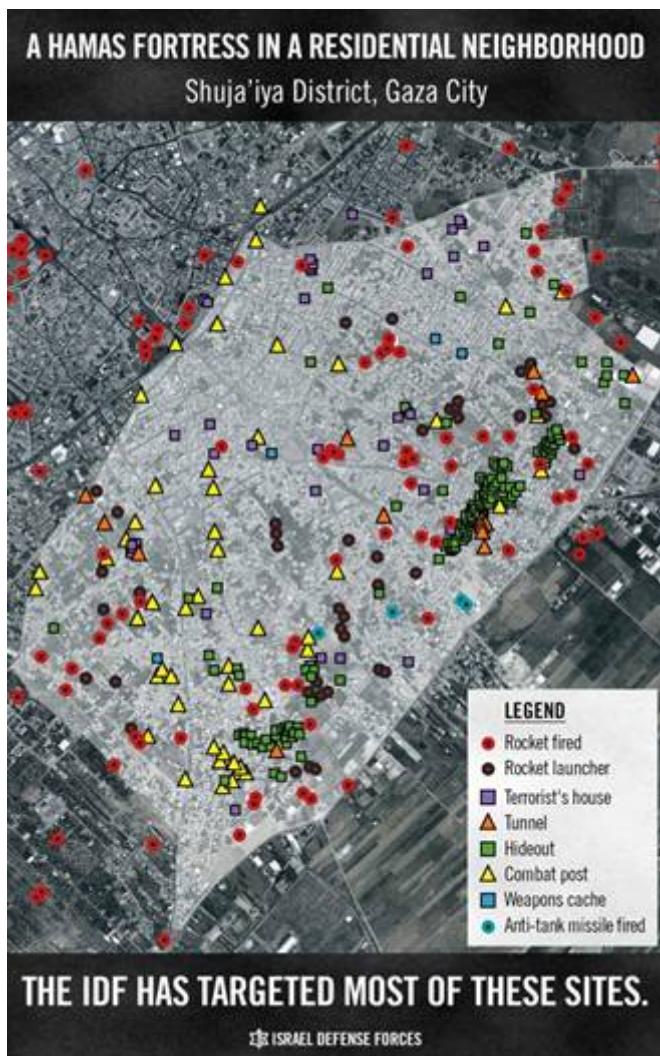 A HAMAS FORTRESS IN A RESIDENTIAL NEIGHBORHOOD
Shuja'iya District, Gaza City
LEGEND
Rocket fired
Rocket launcher
Terrorist's house
Tunnel
Hideout
Combat post
Weapons cache
Anti-tank missile fired
THE IDF HAS TARGETED MOST OF THESE SITES.
ISRAEL DEFENSE FORCES